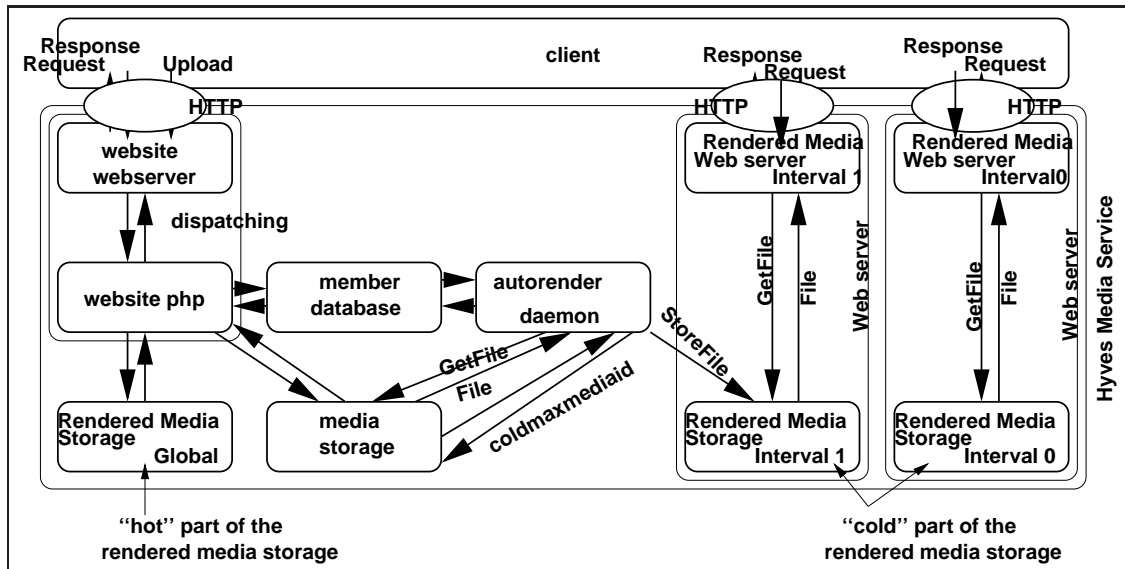 client
Response
Request
Upload
HTTP
Response
Request
HTTP
Response
Request
HTTP
website
webserver
dispatching
Rendered Media
Web server
Interval 1
Rendered Media
Web server
Interval0
website php
member
database
autorender
daemon
GetFile
File
Web server
GetFile
File
Web server
Hyves Media Service
GetFile
File
coldmaxmediaid
StoreFile
Rendered Media
Storage
Global
media
storage
Rendered Media
Storage
Interval 1
Rendered Media
Storage
Interval 0
‘‘hot’’ part of the
rendered media storage
‘‘cold’’ part of the
rendered media storage